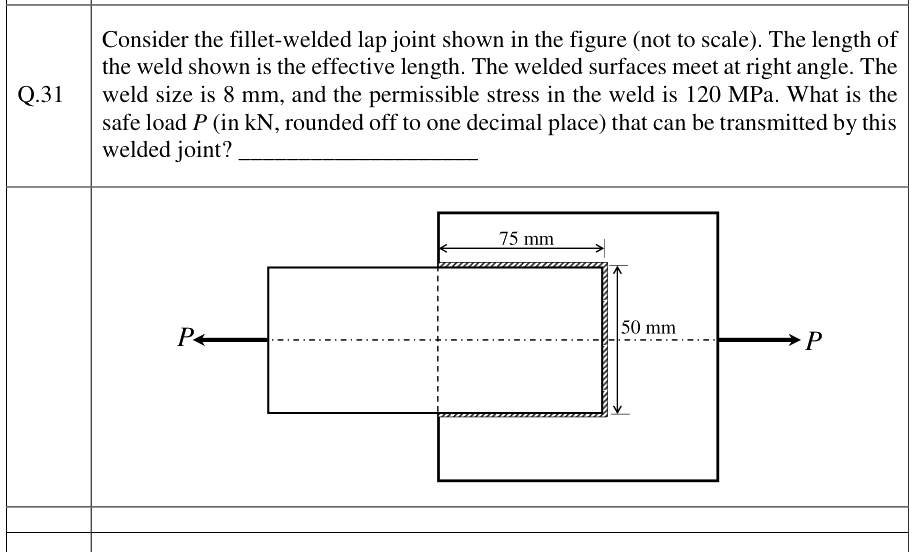 Q.31
Consider the fillet-welded lap joint shown in the figure (not to scale). The length of
the weld shown is the effective length. The welded surfaces meet at right angle. The
weld size is 8 mm, and the permissible stress in the weld is 120 MPa. What is the
safe load P (in kN, rounded off to one decimal place) that can be transmitted by this
welded joint? ____________________
75 mm
50 mm
P
P